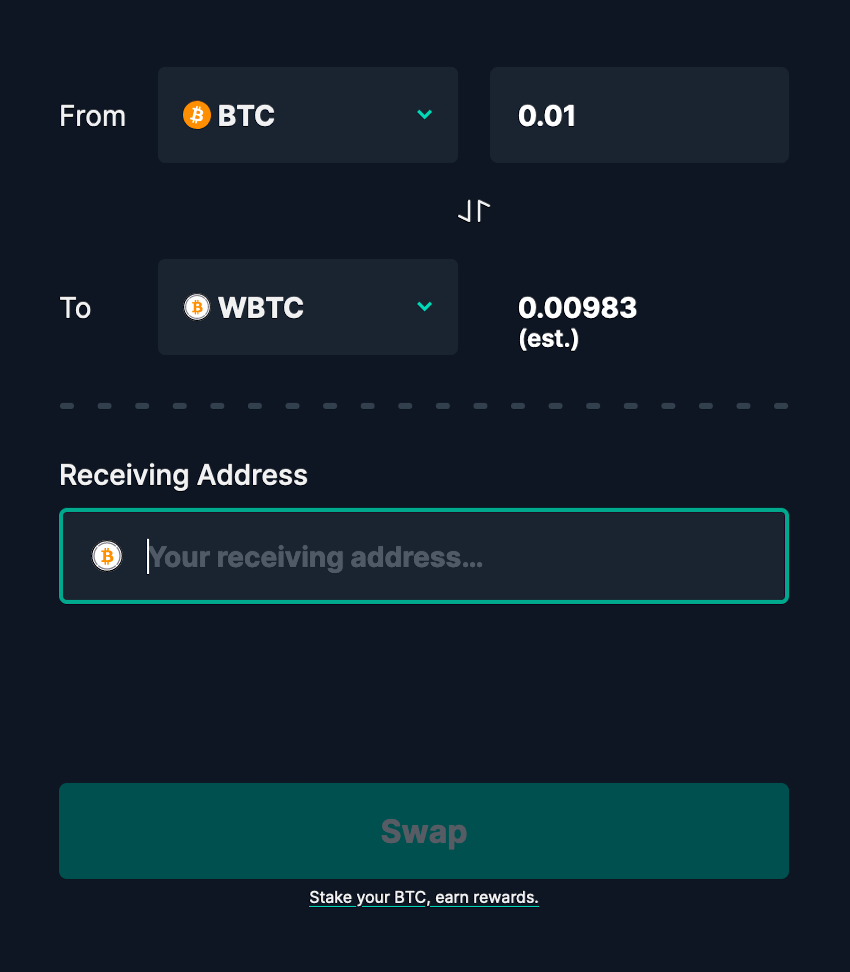 From BTC 0.01
To WBTC 0.00983
(est.)
Receiving Address
Your receiving address...
Swap
Stake your BTC, earn rewards.